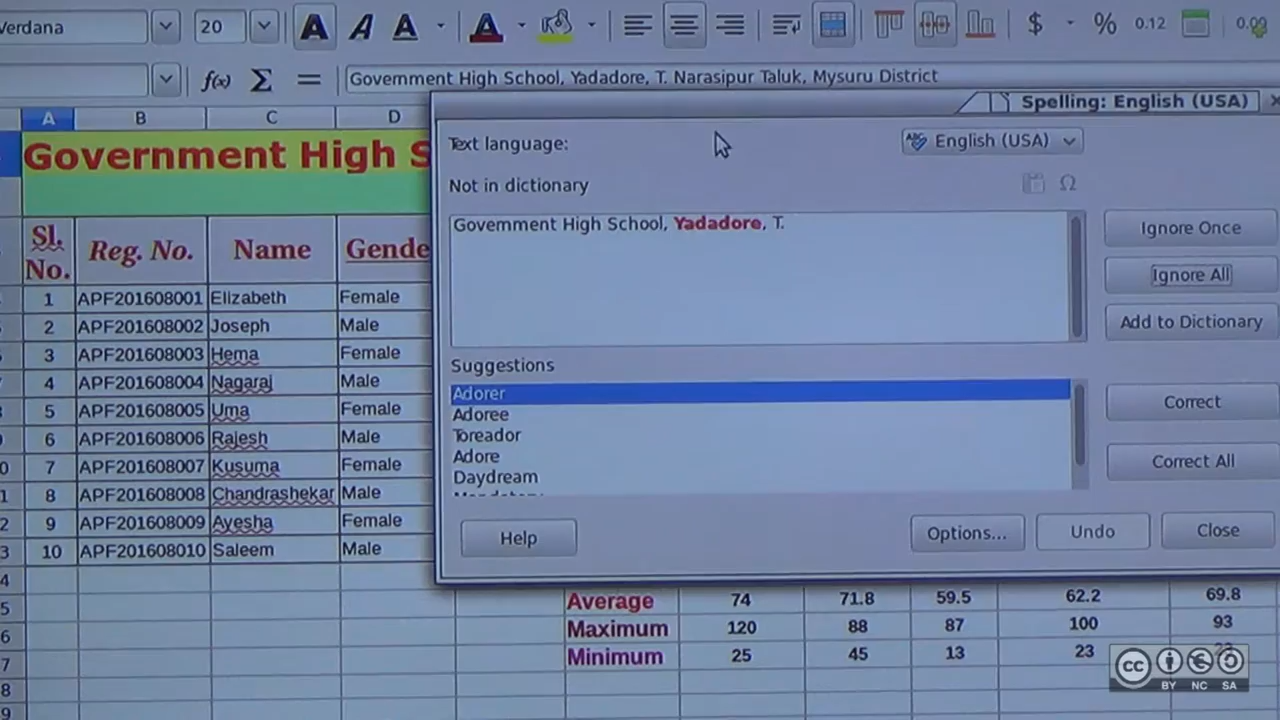 Verdana 20 A A A A $ % 0.12 0.09
f(x) Σ = Government High School, Yadadore, T. Narasipur Taluk, Mysuru District
A B C D
Spelling: English (USA)
Government High S
Text language: English (USA)
Not in dictionary Ω
Government High School, Yadadore, T.
Ignore Once
Ignore All
Add to Dictionary
Suggestions
Adorer
Adoree
Toreador
Adore
Daydream
Mandatory
Correct
Correct All
Help Options... Undo Close
Sl. No. Reg. No. Name Gende
1 APF201608001 Elizabeth Female
2 APF201608002 Joseph Male
3 APF201608003 Hema Female
4 APF201608004 Nagaraj Male
5 APF201608005 Uma Female
6 APF201608006 Rajesh Male
7 APF201608007 Kusuma Female
8 APF201608008 Chandrashekar Male
9 APF201608009 Ayesha Female
10 APF201608010 Saleem Male
Average 74 71.8 59.5 62.2 69.8
Maximum 120 88 87 100 93
Minimum 25 45 13 23
cc BY NC SA